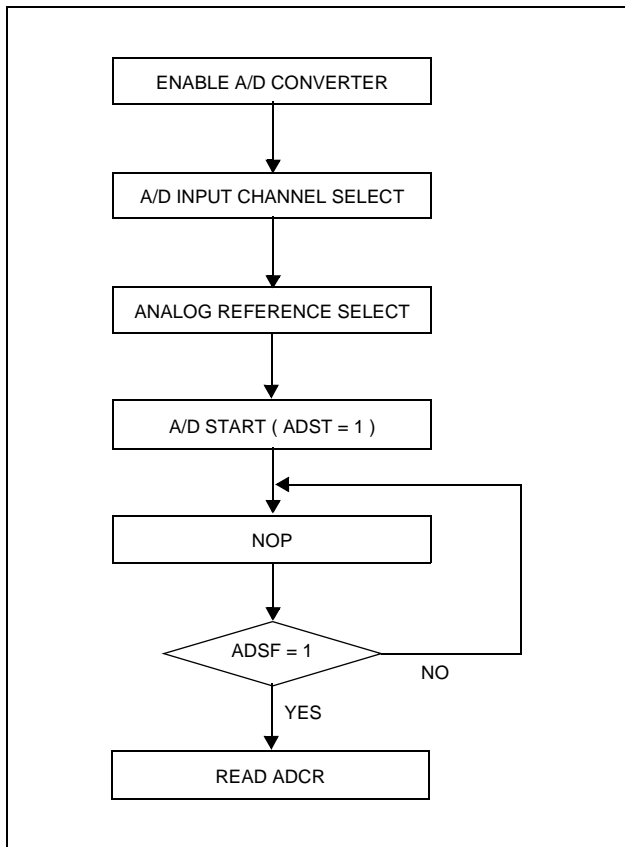 ENABLE A/D CONVERTER
A/D INPUT CHANNEL SELECT
ANALOG REFERENCE SELECT
A/D START ( ADST = 1 )
NOP
ADSF = 1
NO
YES
READ ADCR